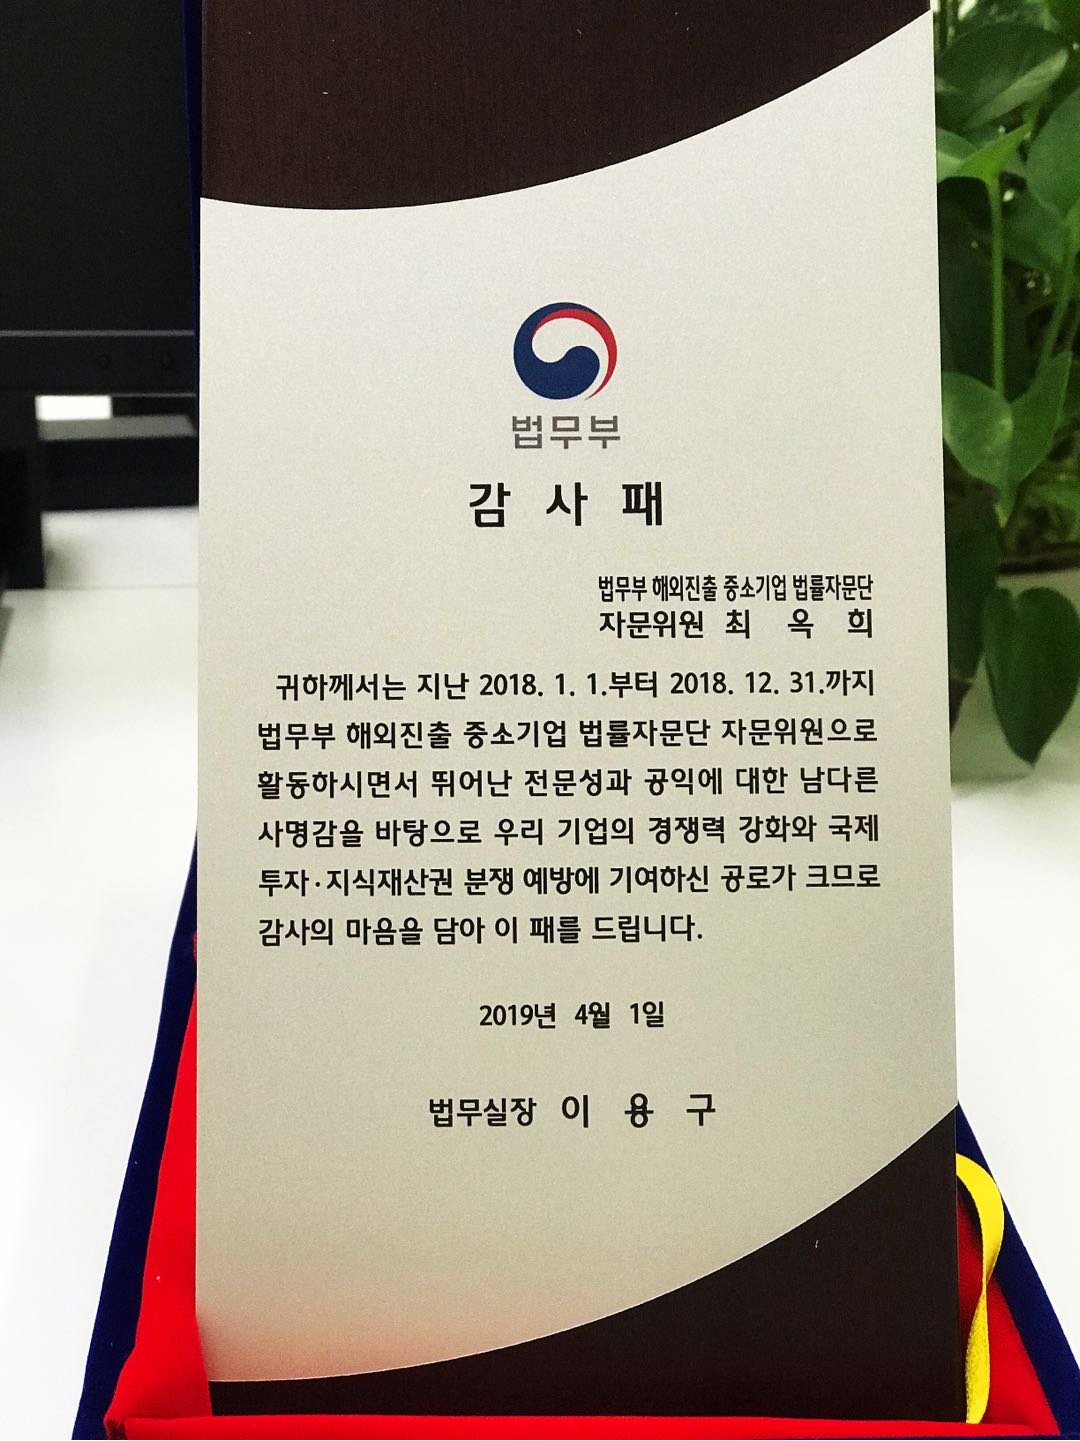 법무부
감 사 패
법무부 해외진출 중소기업 법률자문단
자문위원 최 옥 희
귀하께서는 지난 2018. 1. 1.부터 2018. 12. 31.까지
법무부 해외진출 중소기업 법률자문단 자문위원으로
활동하시면서 뛰어난 전문성과 공익에 대한 남다른
사명감을 바탕으로 우리 기업의 경쟁력 강화와 국제
투자·지식재산권 분쟁 예방에 기여하신 공로가 크므로
감사의 마음을 담아 이 패를 드립니다.
2019년 4월 1일
법무실장 이 용 구